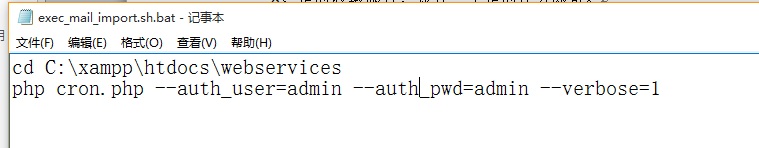 exec_mail_import.sh.bat - 记事本
文件(F) 编辑(E) 格式(O) 查看(V) 帮助(H)
cd C:\xampp\htdocs\webservices
php cron.php --auth_user=admin --auth_pwd=admin --verbose=1